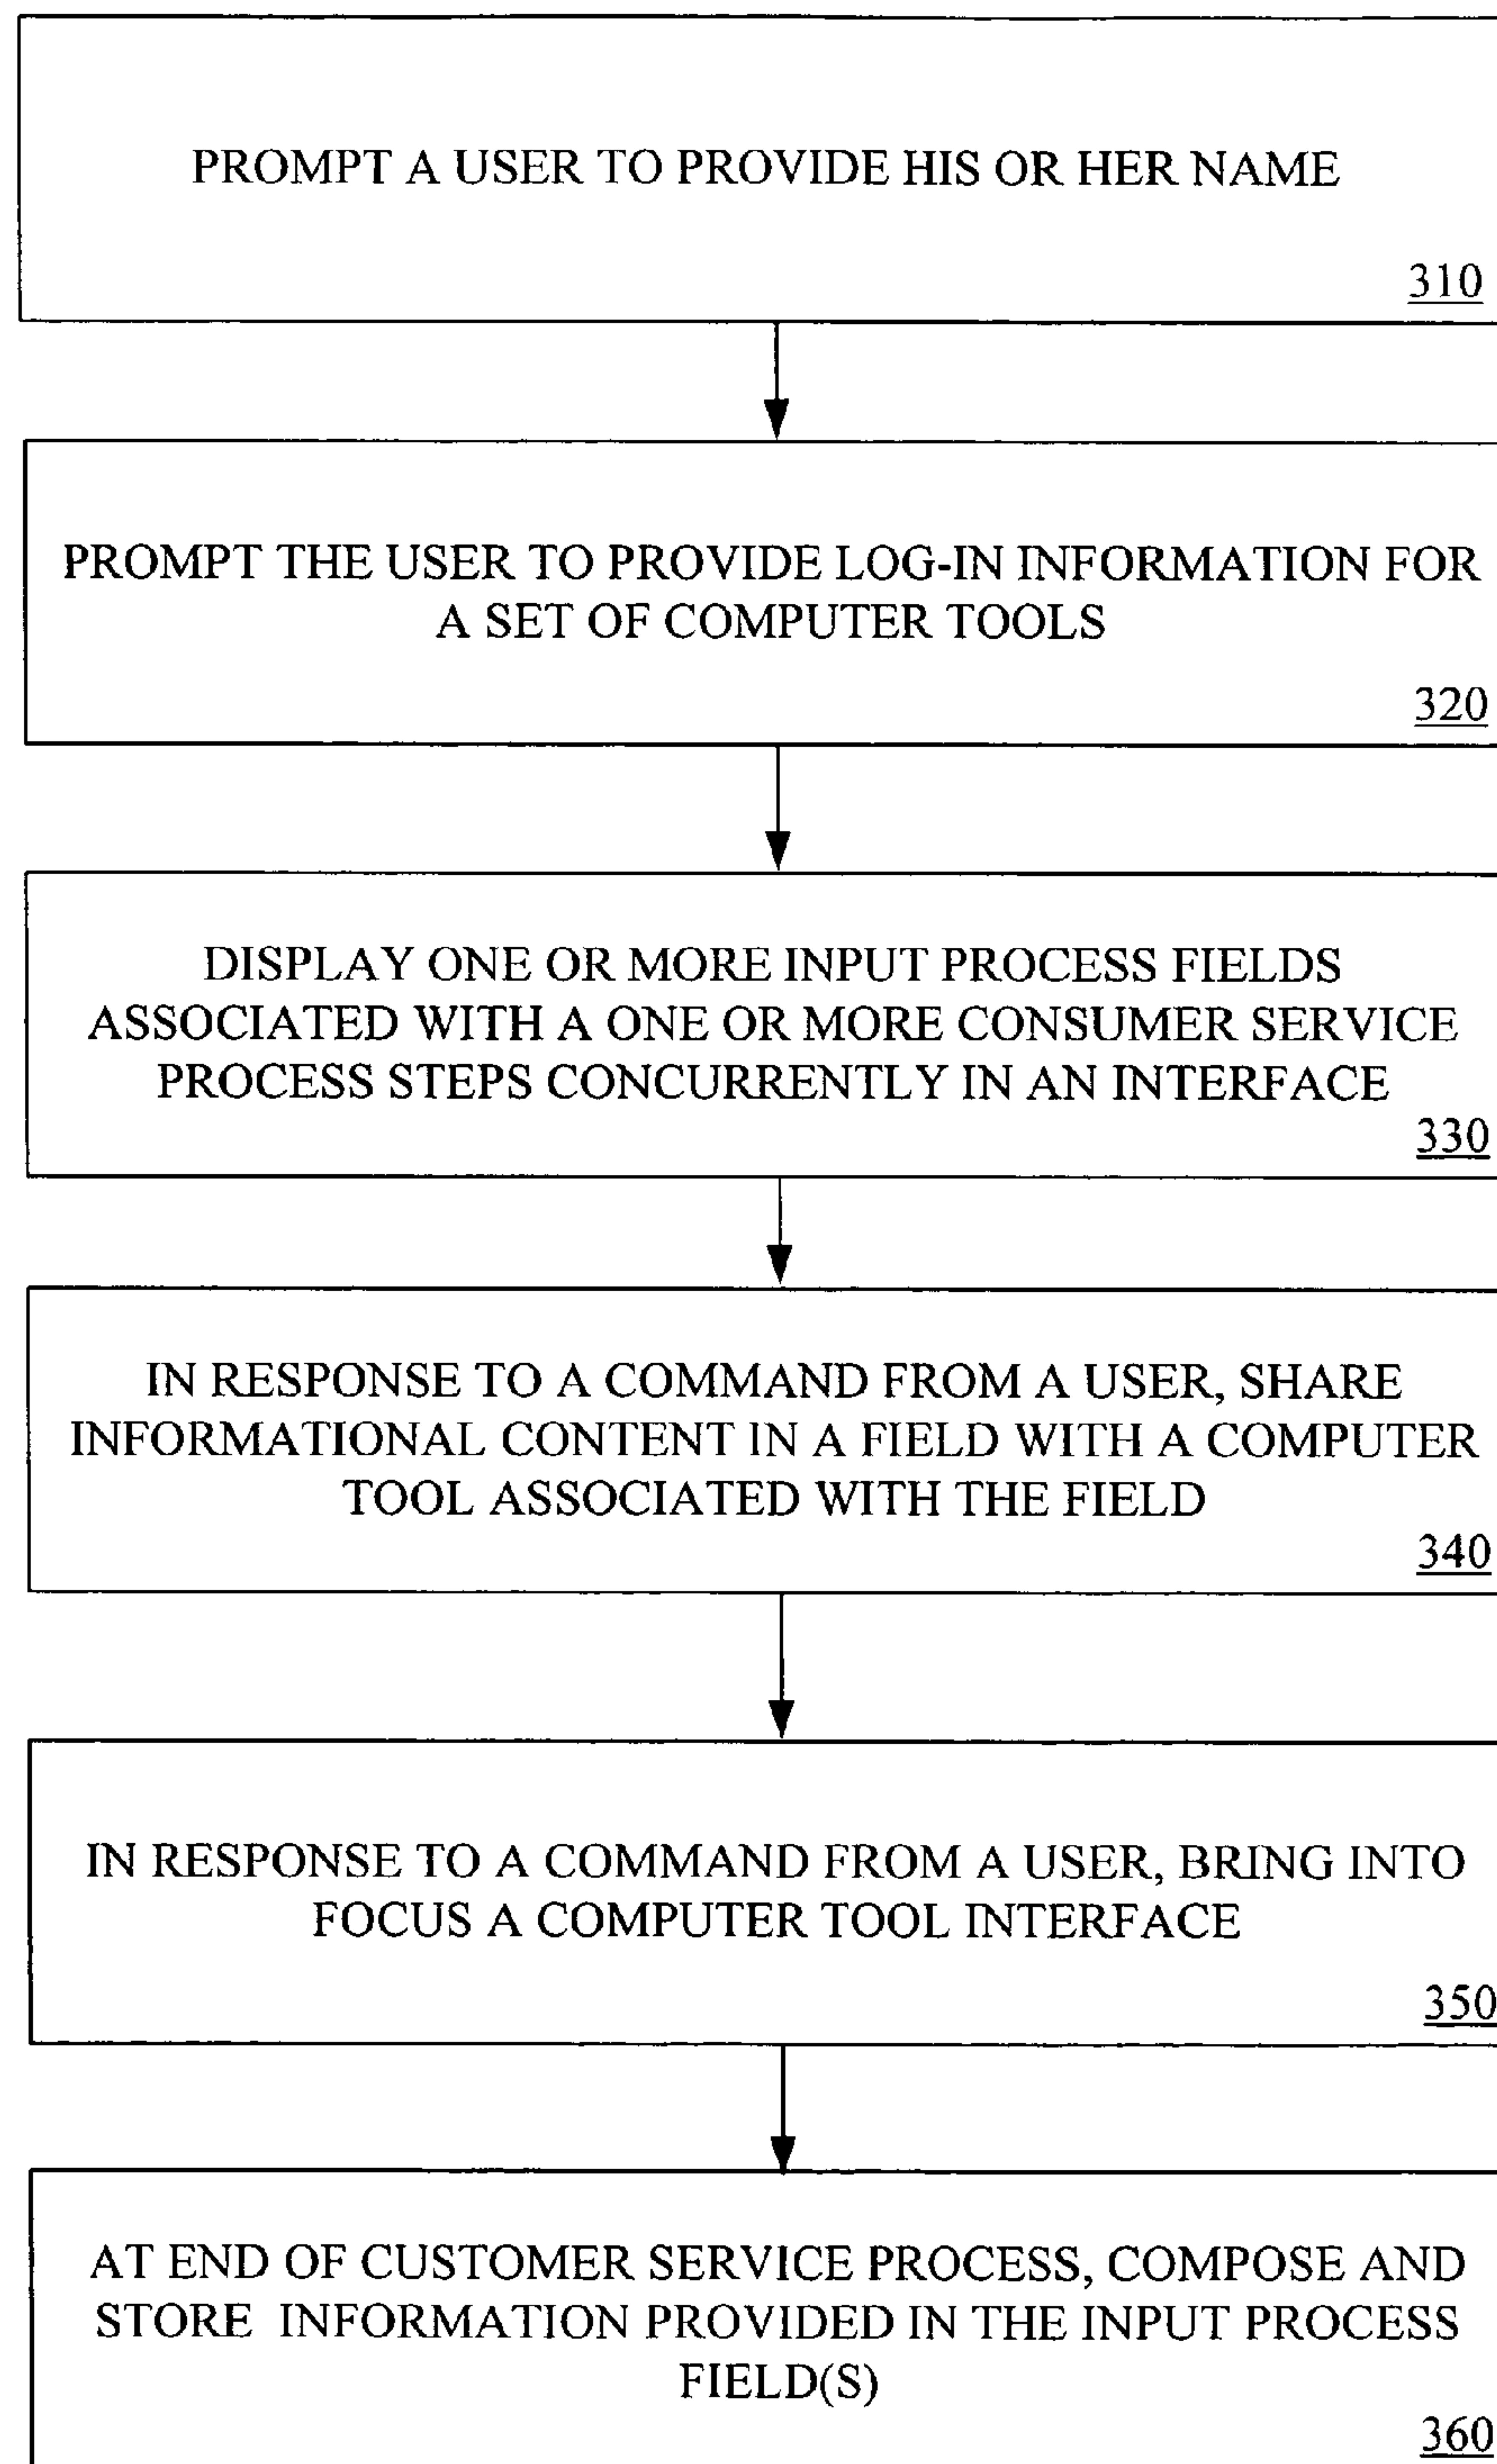 PROMPT A USER TO PROVIDE HIS OR HER NAME
310
PROMPT THE USER TO PROVIDE LOG-IN INFORMATION FOR
A SET OF COMPUTER TOOLS
320
DISPLAY ONE OR MORE INPUT PROCESS FIELDS
ASSOCIATED WITH A ONE OR MORE CONSUMER SERVICE
PROCESS STEPS CONCURRENTLY IN AN INTERFACE
330
IN RESPONSE TO A COMMAND FROM A USER, SHARE
INFORMATIONAL CONTENT IN A FIELD WITH A COMPUTER
TOOL ASSOCIATED WITH THE FIELD
340
IN RESPONSE TO A COMMAND FROM A USER, BRING INTO
FOCUS A COMPUTER TOOL INTERFACE
350
AT END OF CUSTOMER SERVICE PROCESS, COMPOSE AND
STORE INFORMATION PROVIDED IN THE INPUT PROCESS
FIELD(S)
360